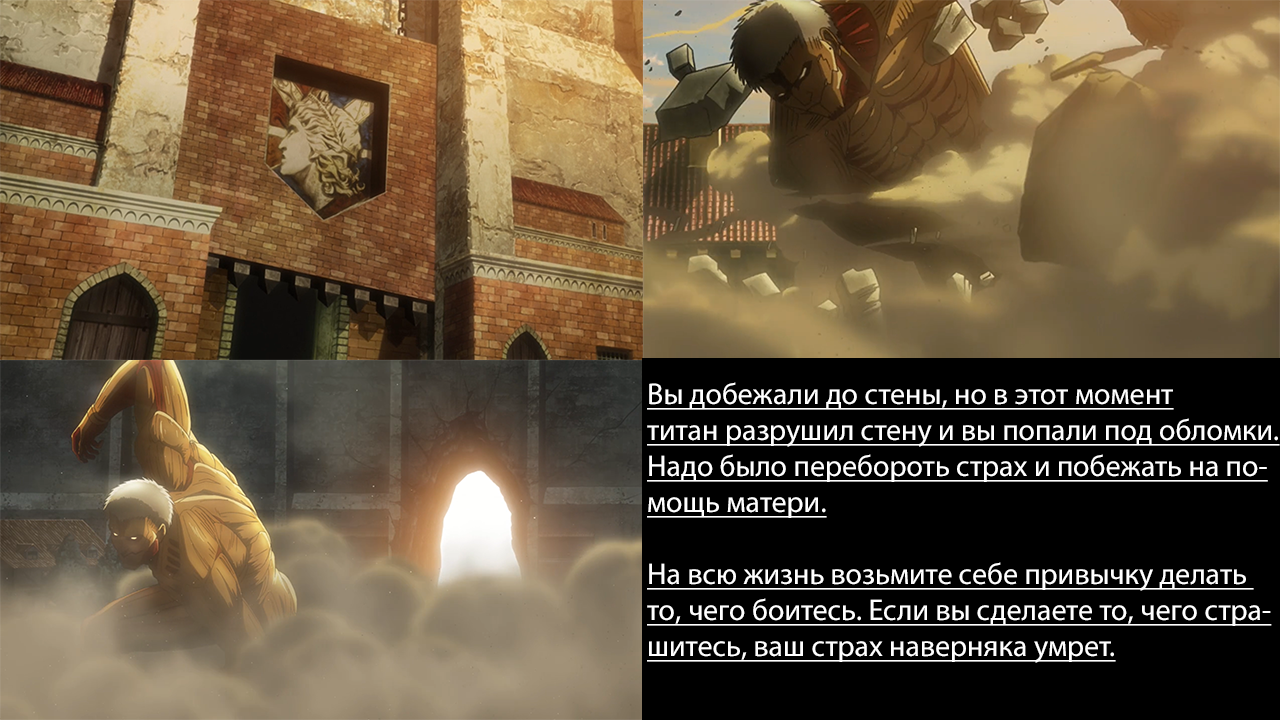 Вы добежали до стены, но в этот момент
титан разрушил стену и вы попали под обломки.
Надо было перебороть страх и побежать на по-
мощь матери.
На всю жизнь возьмите себе привычку делать
то, чего боитесь. Если вы сделаете то, чего стра-
шитесь, ваш страх наверняка умрет.